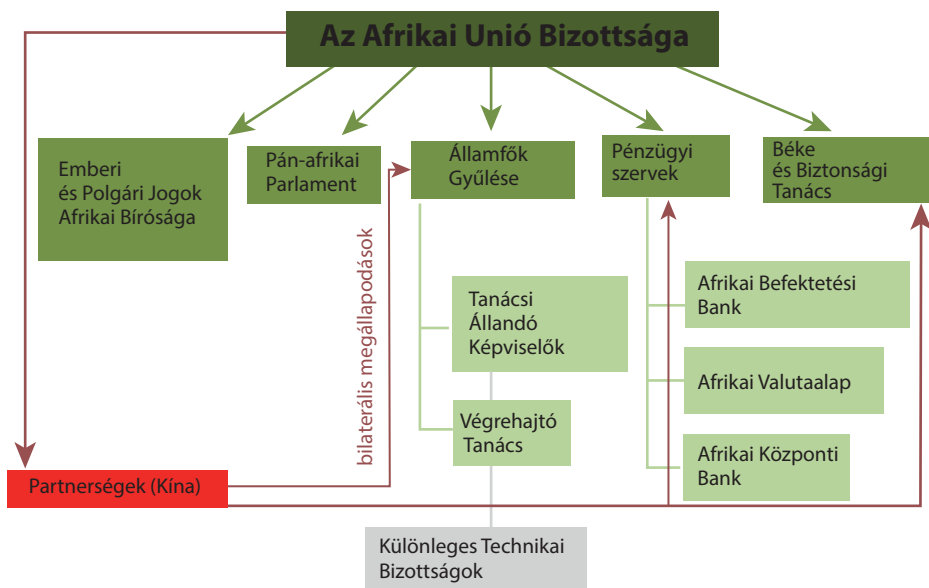 Az Afrikai Unió Bizottsága
Emberi
és Polgári Jogok
Afrikai Bírósága
Pán-afrikai
Parlament
Államfők
Gyűlése
Pénzügyi
szervek
Béke
és Biztonsági
Tanács
bilaterális megállapodások
Tanácsi
Állandó
Képviselők
Végrehajtó
Tanács
Afrikai Befektetési
Bank
Afrikai Valutaalap
Afrikai Központi
Bank
Partnerségek (Kína)
Különleges Technikai
Bizottságok